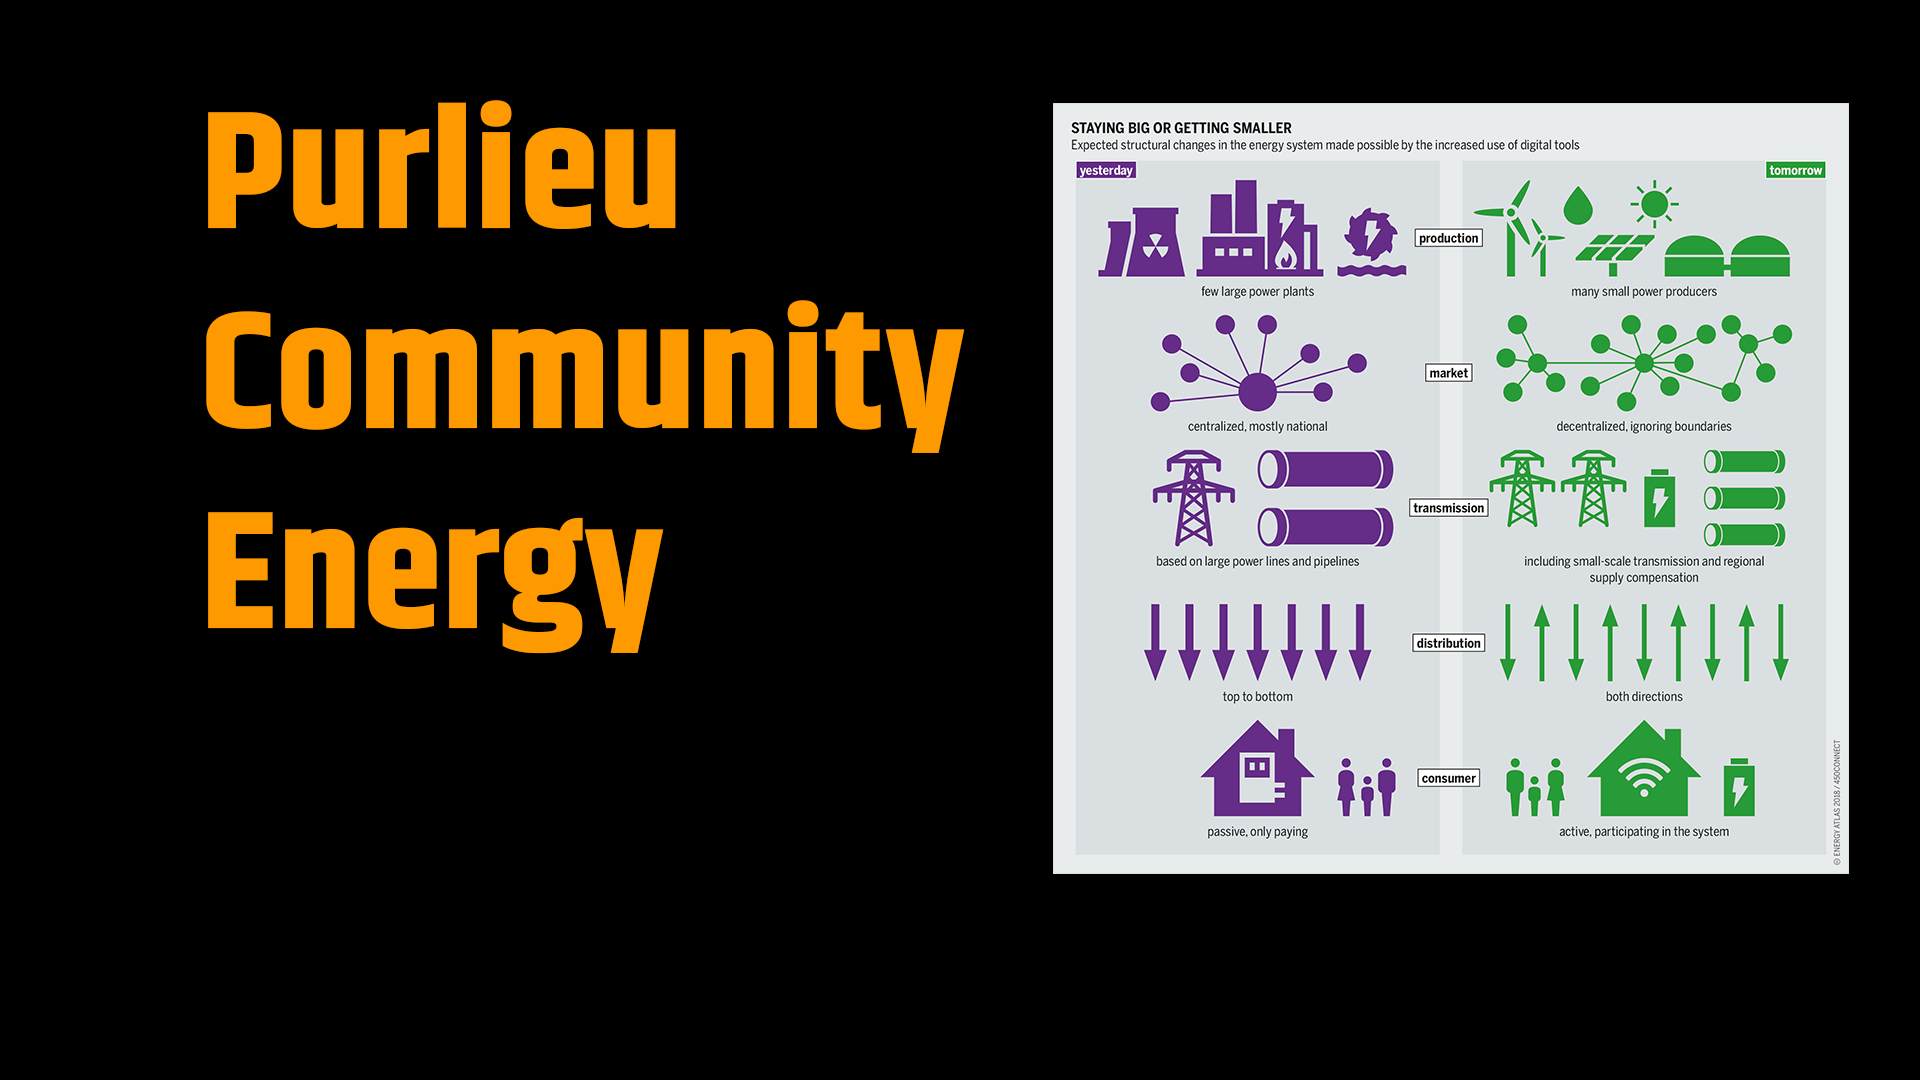 Purlieu
Community
Energy
STAYING BIG OR GETTING SMALLER
Expected structural changes in the energy system made possible by the increased use of digital tools
yesterday
tomorrow
production
few large power plants
many small power producers
market
centralized, mostly national
decentralized, ignoring boundaries
transmission
based on large power lines and pipelines
including small-scale transmission and regional
supply compensation
distribution
top to bottom
both directions
consumer
passive, only paying
active, participating in the system
ENERGY ATLAS 2018 / 450CONNECT